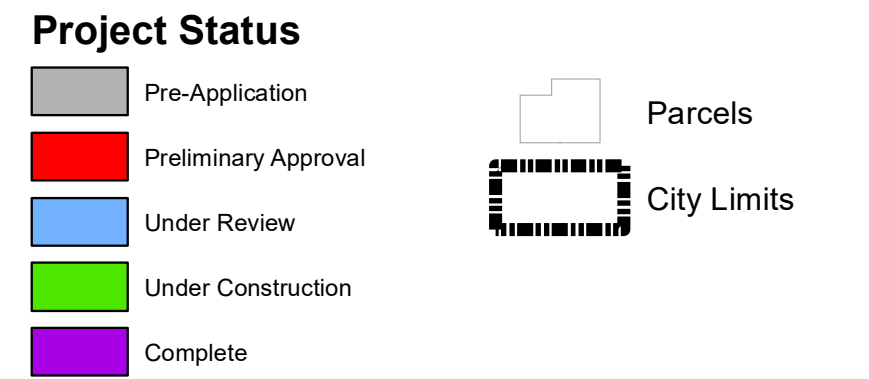 Project Status
Pre-Application
Preliminary Approval
Under Review
Under Construction
Complete
Parcels
City Limits